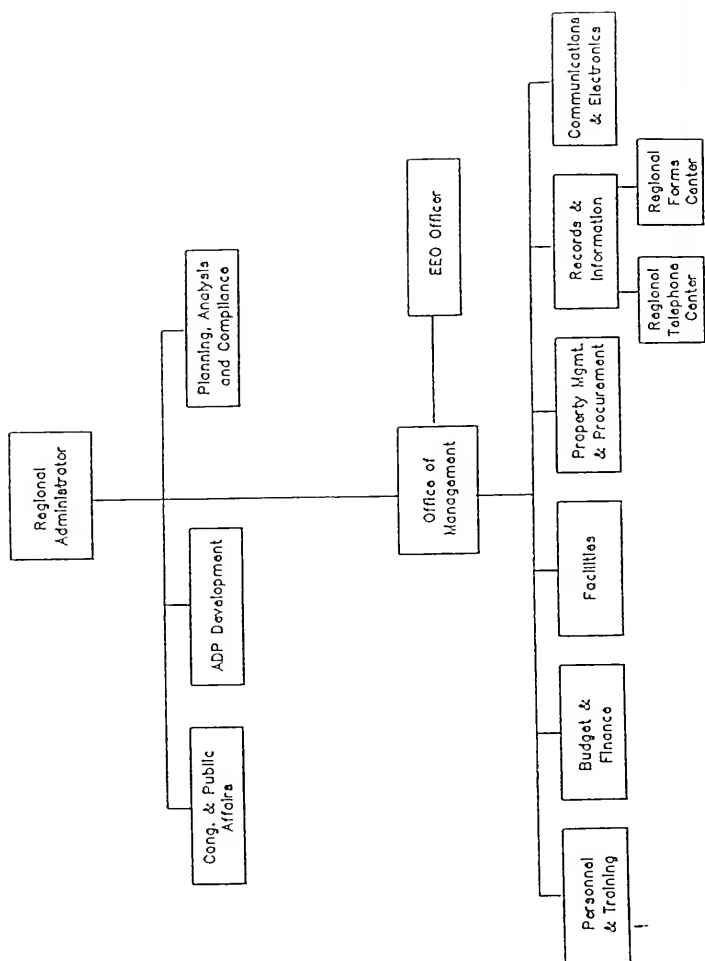 Regional
Administrator
Cong. & Public
Affairs
ADP Development
Planning, Analysis
and Compliance
Office of
Management
EEO Officer
Personnel
& Training
Budget &
Finance
Facilities
Property Mgmt.
& Procurement
Records &
Information
Communications
& Electronics
Regional
Telephone
Center
Regional
Forms
Center